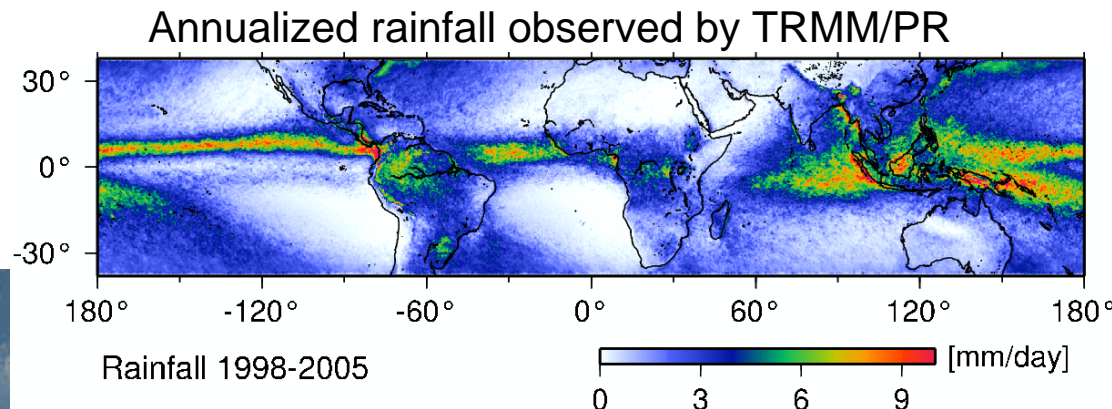 Annualized rainfall observed by TRMM/PR
30°
0°
-30°
180° -120° -60° 0° 60° 120° 180°
Rainfall 1998-2005
[mm/day]
0 3 6 9